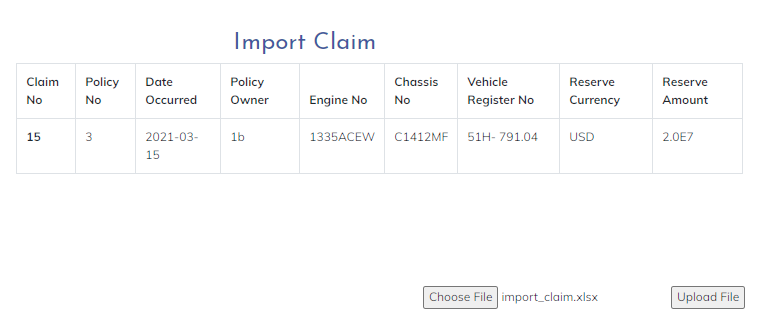 Import Claim
Claim No Policy No Date Occurred Policy Owner Engine No Chassis No Vehicle Register No Reserve Currency Reserve Amount
15 3 2021-03-15 1b 1335ACEW C1412MF 51H- 791.04 USD 2.0E7
Choose File import_claim.xlsx Upload File